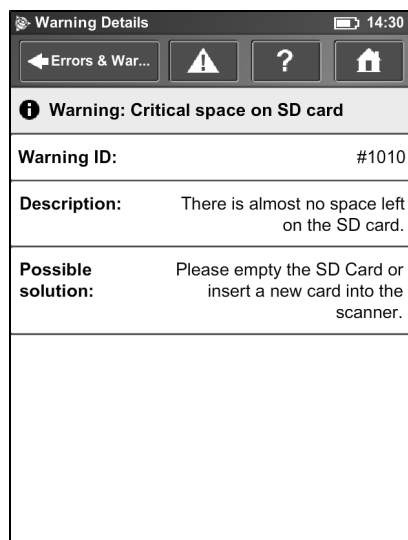 Warning Details 14:30
Errors & War... ?
Warning: Critical space on SD card
Warning ID: #1010
Description: There is almost no space left
on the SD card.
Possible Please empty the SD Card or
solution: insert a new card into the
scanner.